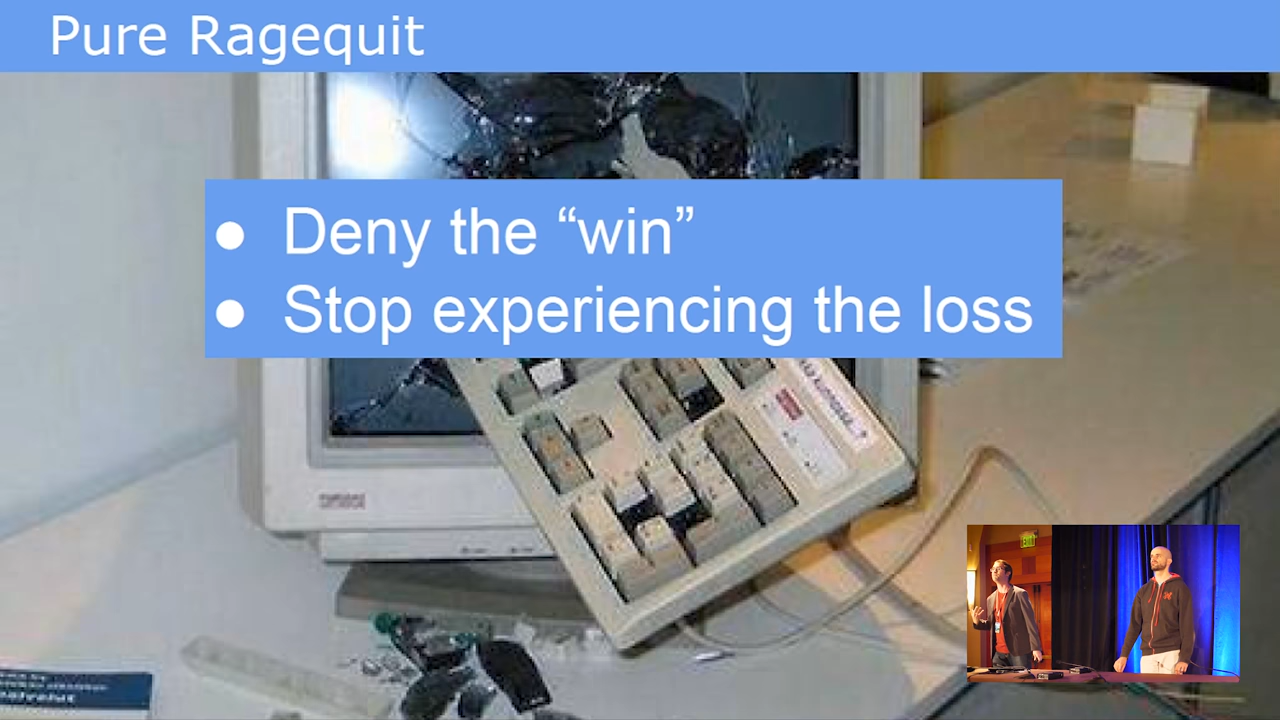 Pure Ragequit
● Deny the “win”
● Stop experiencing the loss